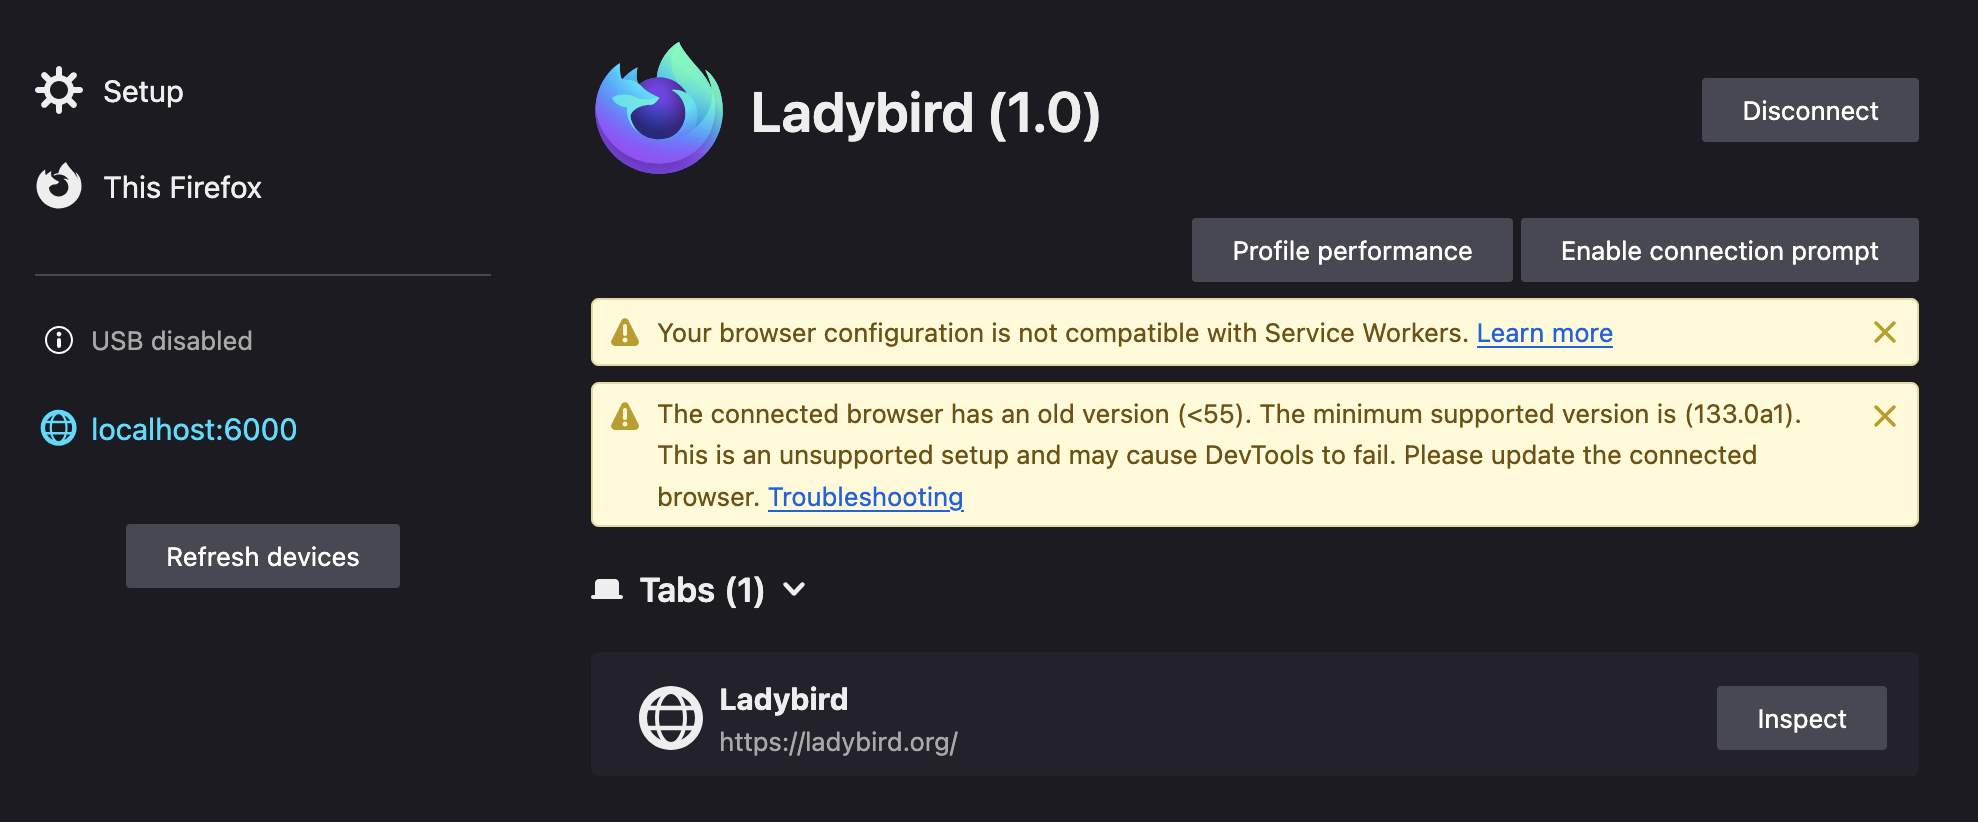 Setup
This Firefox
USB disabled
localhost:6000
Refresh devices
Ladybird (1.0)
Disconnect
Profile performance
Enable connection prompt
Your browser configuration is not compatible with Service Workers. Learn more
The connected browser has an old version (<55). The minimum supported version is (133.0a1).
This is an unsupported setup and may cause DevTools to fail. Please update the connected
browser. Troubleshooting
Tabs (1)
Ladybird
https://ladybird.org/
Inspect